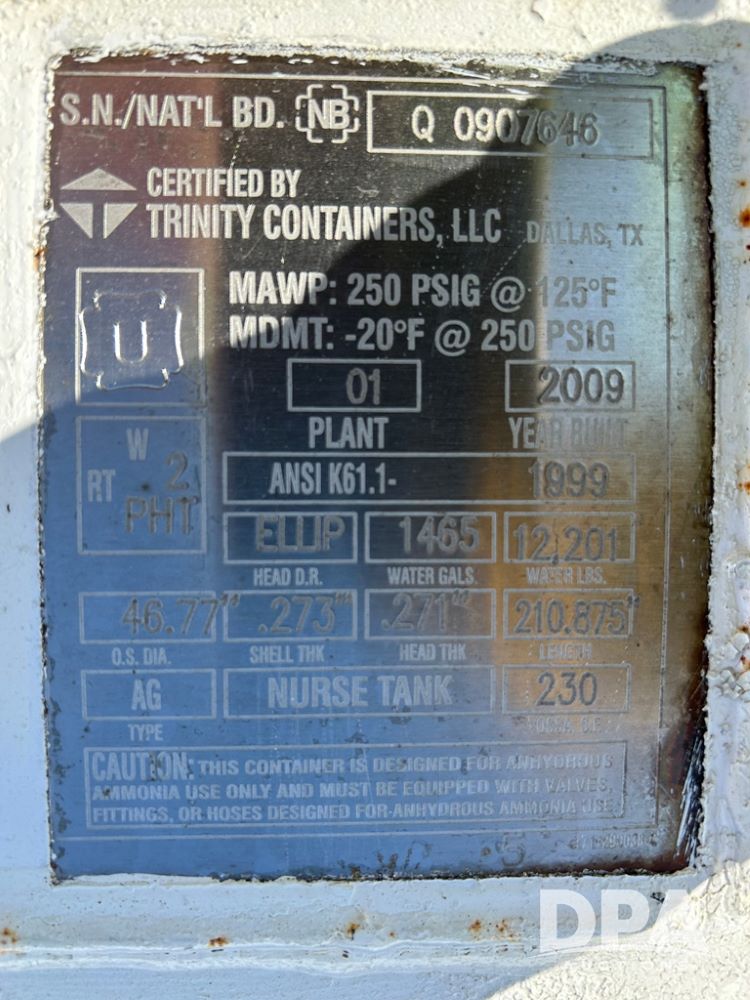 S.N./NAT'L BD. NB Q 0907646
CERTIFIED BY
TRINITY CONTAINERS, LLC DALLAS, TX
MAWP: 250 PSIG @ 125°F
U
MDMT: -20°F @ 250 PSIG
01 2009
PLANT YEAR BUILT
W
RT 2
PHT
ANSI K61.1- 1999
ELLIP 1465 12,201
HEAD D.R. WATER GALS. WATER LBS.
46.77" .273" .271" 210.875"
O.S. DIA. SHELL THK HEAD THK LENGTH
AG NURSE TANK 230
TYPE
CAUTION: THIS CONTAINER IS DESIGNED FOR ANHYDROUS
AMMONIA USE ONLY AND MUST BE EQUIPPED WITH VALVES,
FITTINGS, OR HOSES DESIGNED FOR ANHYDROUS AMMONIA USE.
DPA